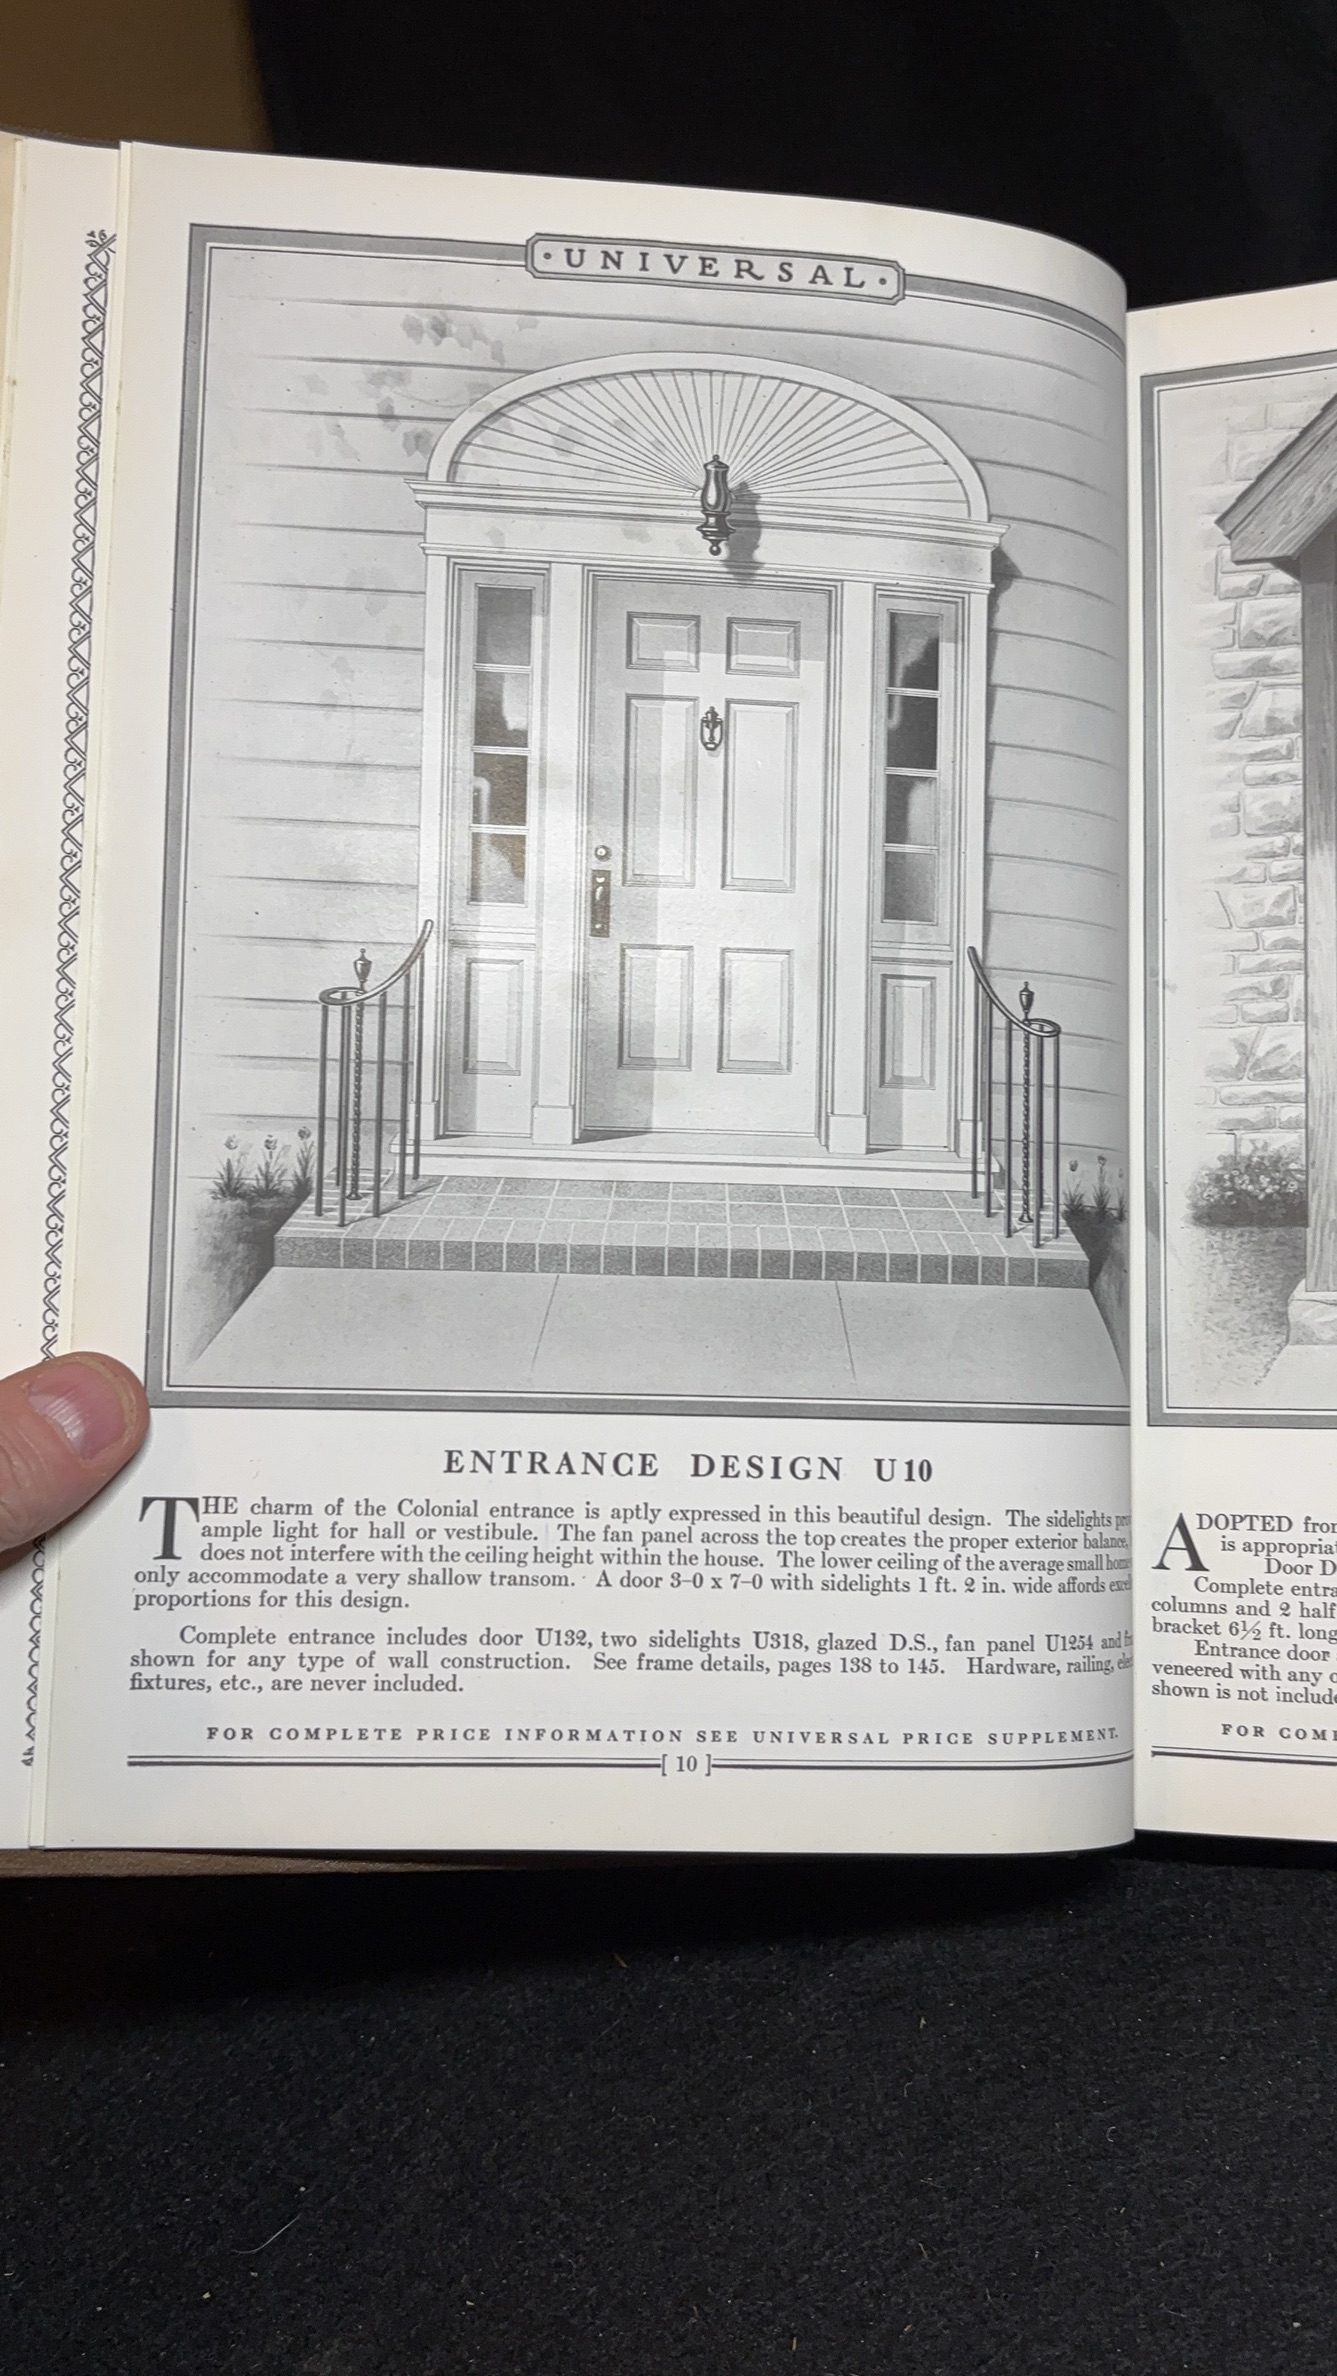 · UNIVERSAL ·
ENTRANCE DESIGN U10
THE charm of the Colonial entrance is aptly expressed in this beautiful design. The sidelights
ample light for hall or vestibule. The fan panel across the top creates the proper exterior balance,
does not interfere with the ceiling height within the house. The lower ceiling of the average small
only accommodate a very shallow transom. A door 3-0 x 7-0 with sidelights 1 ft. 2 in. wide affords
proportions for this design.
Complete entrance includes door U132, two sidelights U318, glazed D.S., fan panel U1254 and
shown for any type of wall construction. See frame details, pages 138 to 145. Hardware, railing,
fixtures, etc., are never included.
FOR COMPLETE PRICE INFORMATION SEE UNIVERSAL PRICE SUPPLEMENT.
[ 10 ]
ADOPTED
is
Door
Complete
columns and 2 half
bracket 6½ ft. long
Entrance door
veneered with any
shown is not
FOR